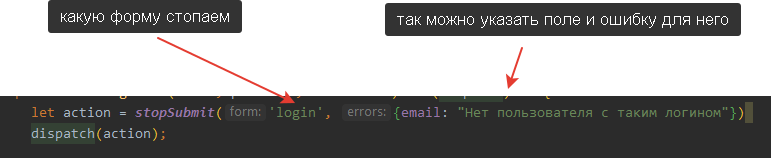 какую форму стопаем
так можно указать поле и ошибку для него
let action = stopSubmit( form: 'login', errors: {email: "Нет пользователя с таким логином"})
dispatch(action);